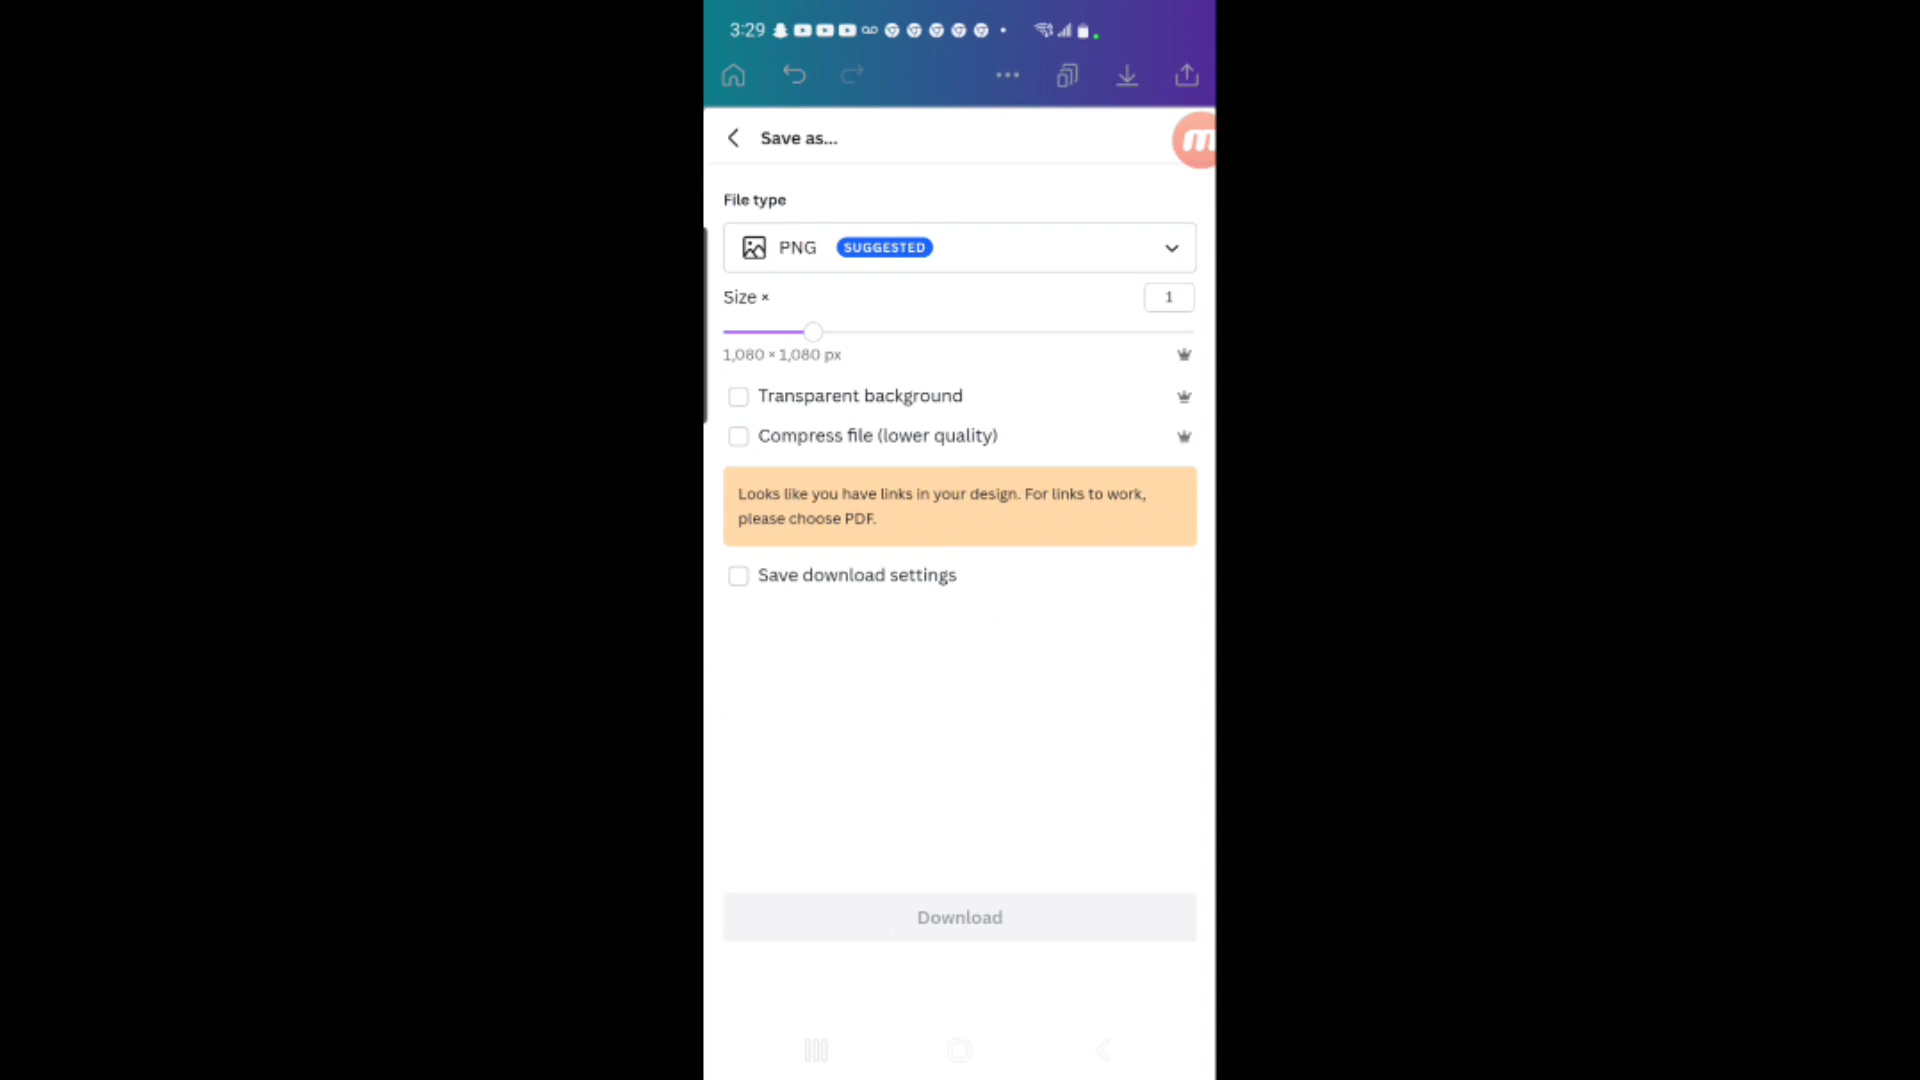 3:29
Save as...
m
File type
PNG SUGGESTED
Size × 1
1,080 × 1,080 px
Transparent background
Compress file (lower quality)
Looks like you have links in your design. For links to work,
please choose PDF.
Save download settings
Download